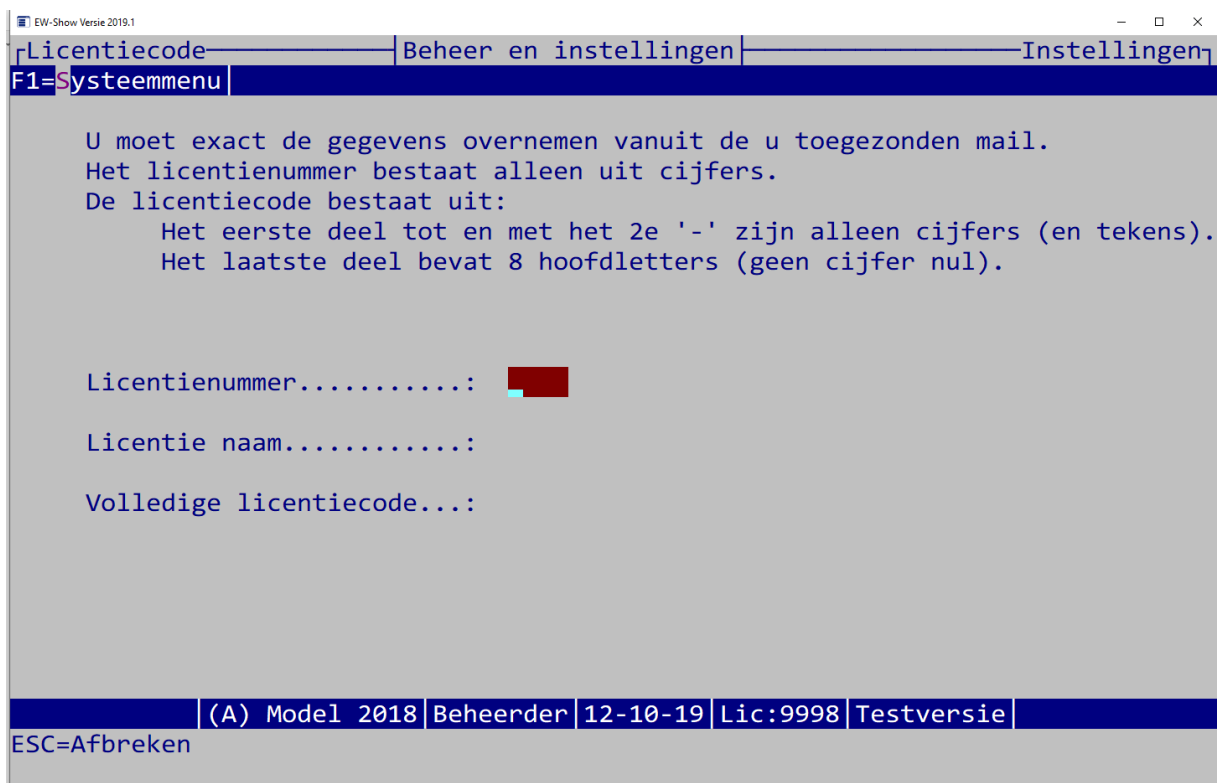 EW-Show Versie 2019.1
Licentiecode Beheer en instellingen Instellingen
F1=Systeemmenu
U moet exact de gegevens overnemen vanuit de u toegezonden mail.
Het licentienummer bestaat alleen uit cijfers.
De licentiecode bestaat uit:
Het eerste deel tot en met het 2e '-' zijn alleen cijfers (en tekens).
Het laatste deel bevat 8 hoofdletters (geen cijfer nul).
Licentienummer...........:
Licentie naam............:
Volledige licentiecode...:
|(A) Model 2018|Beheerder|12-10-19|Lic:9998|Testversie|
ESC=Afbreken